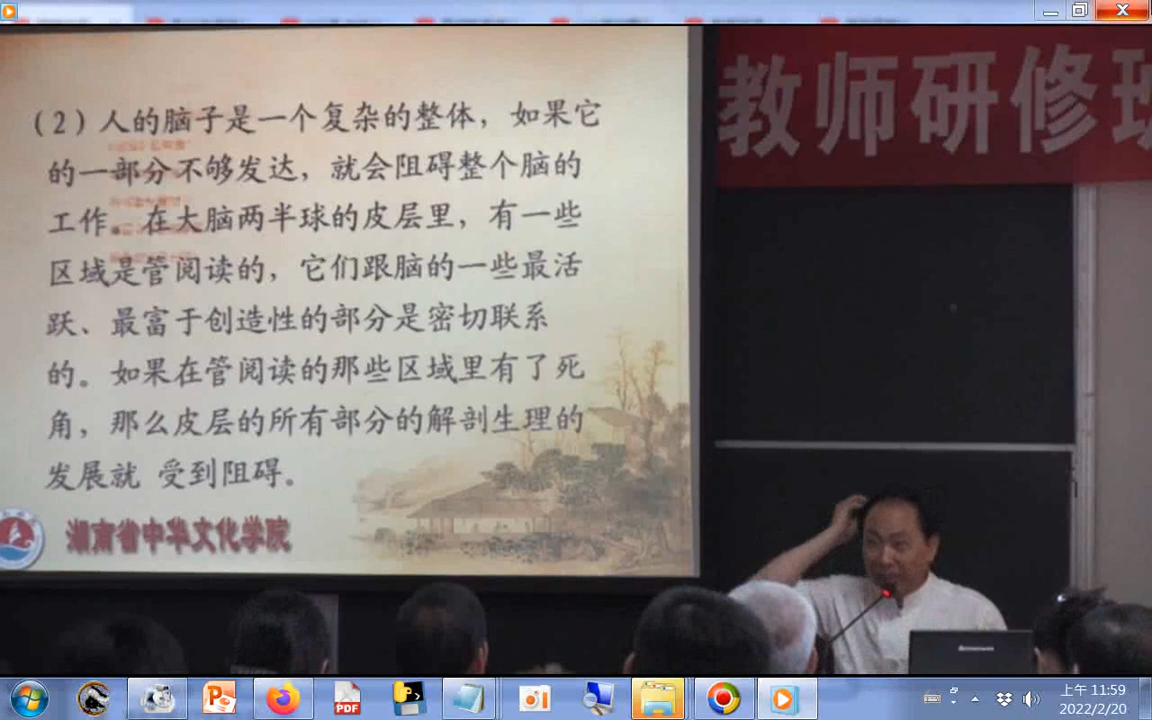 （2）人的脑子是一个复杂的整体，如果它
的一部分不够发达，就会阻碍整个脑的
工作。在大脑两半球的皮层里，有一些
区域是管阅读的，它们跟脑的一些最活
跃、最富于创造性的部分是密切联系
的。如果在管阅读的那些区域里有了死
角，那么皮层的所有部分的解剖生理的
发展就 受到阻碍。
湖南省中华文化学院
教师研修班
lenovo
PDF
上午 11:59
2022/2/20